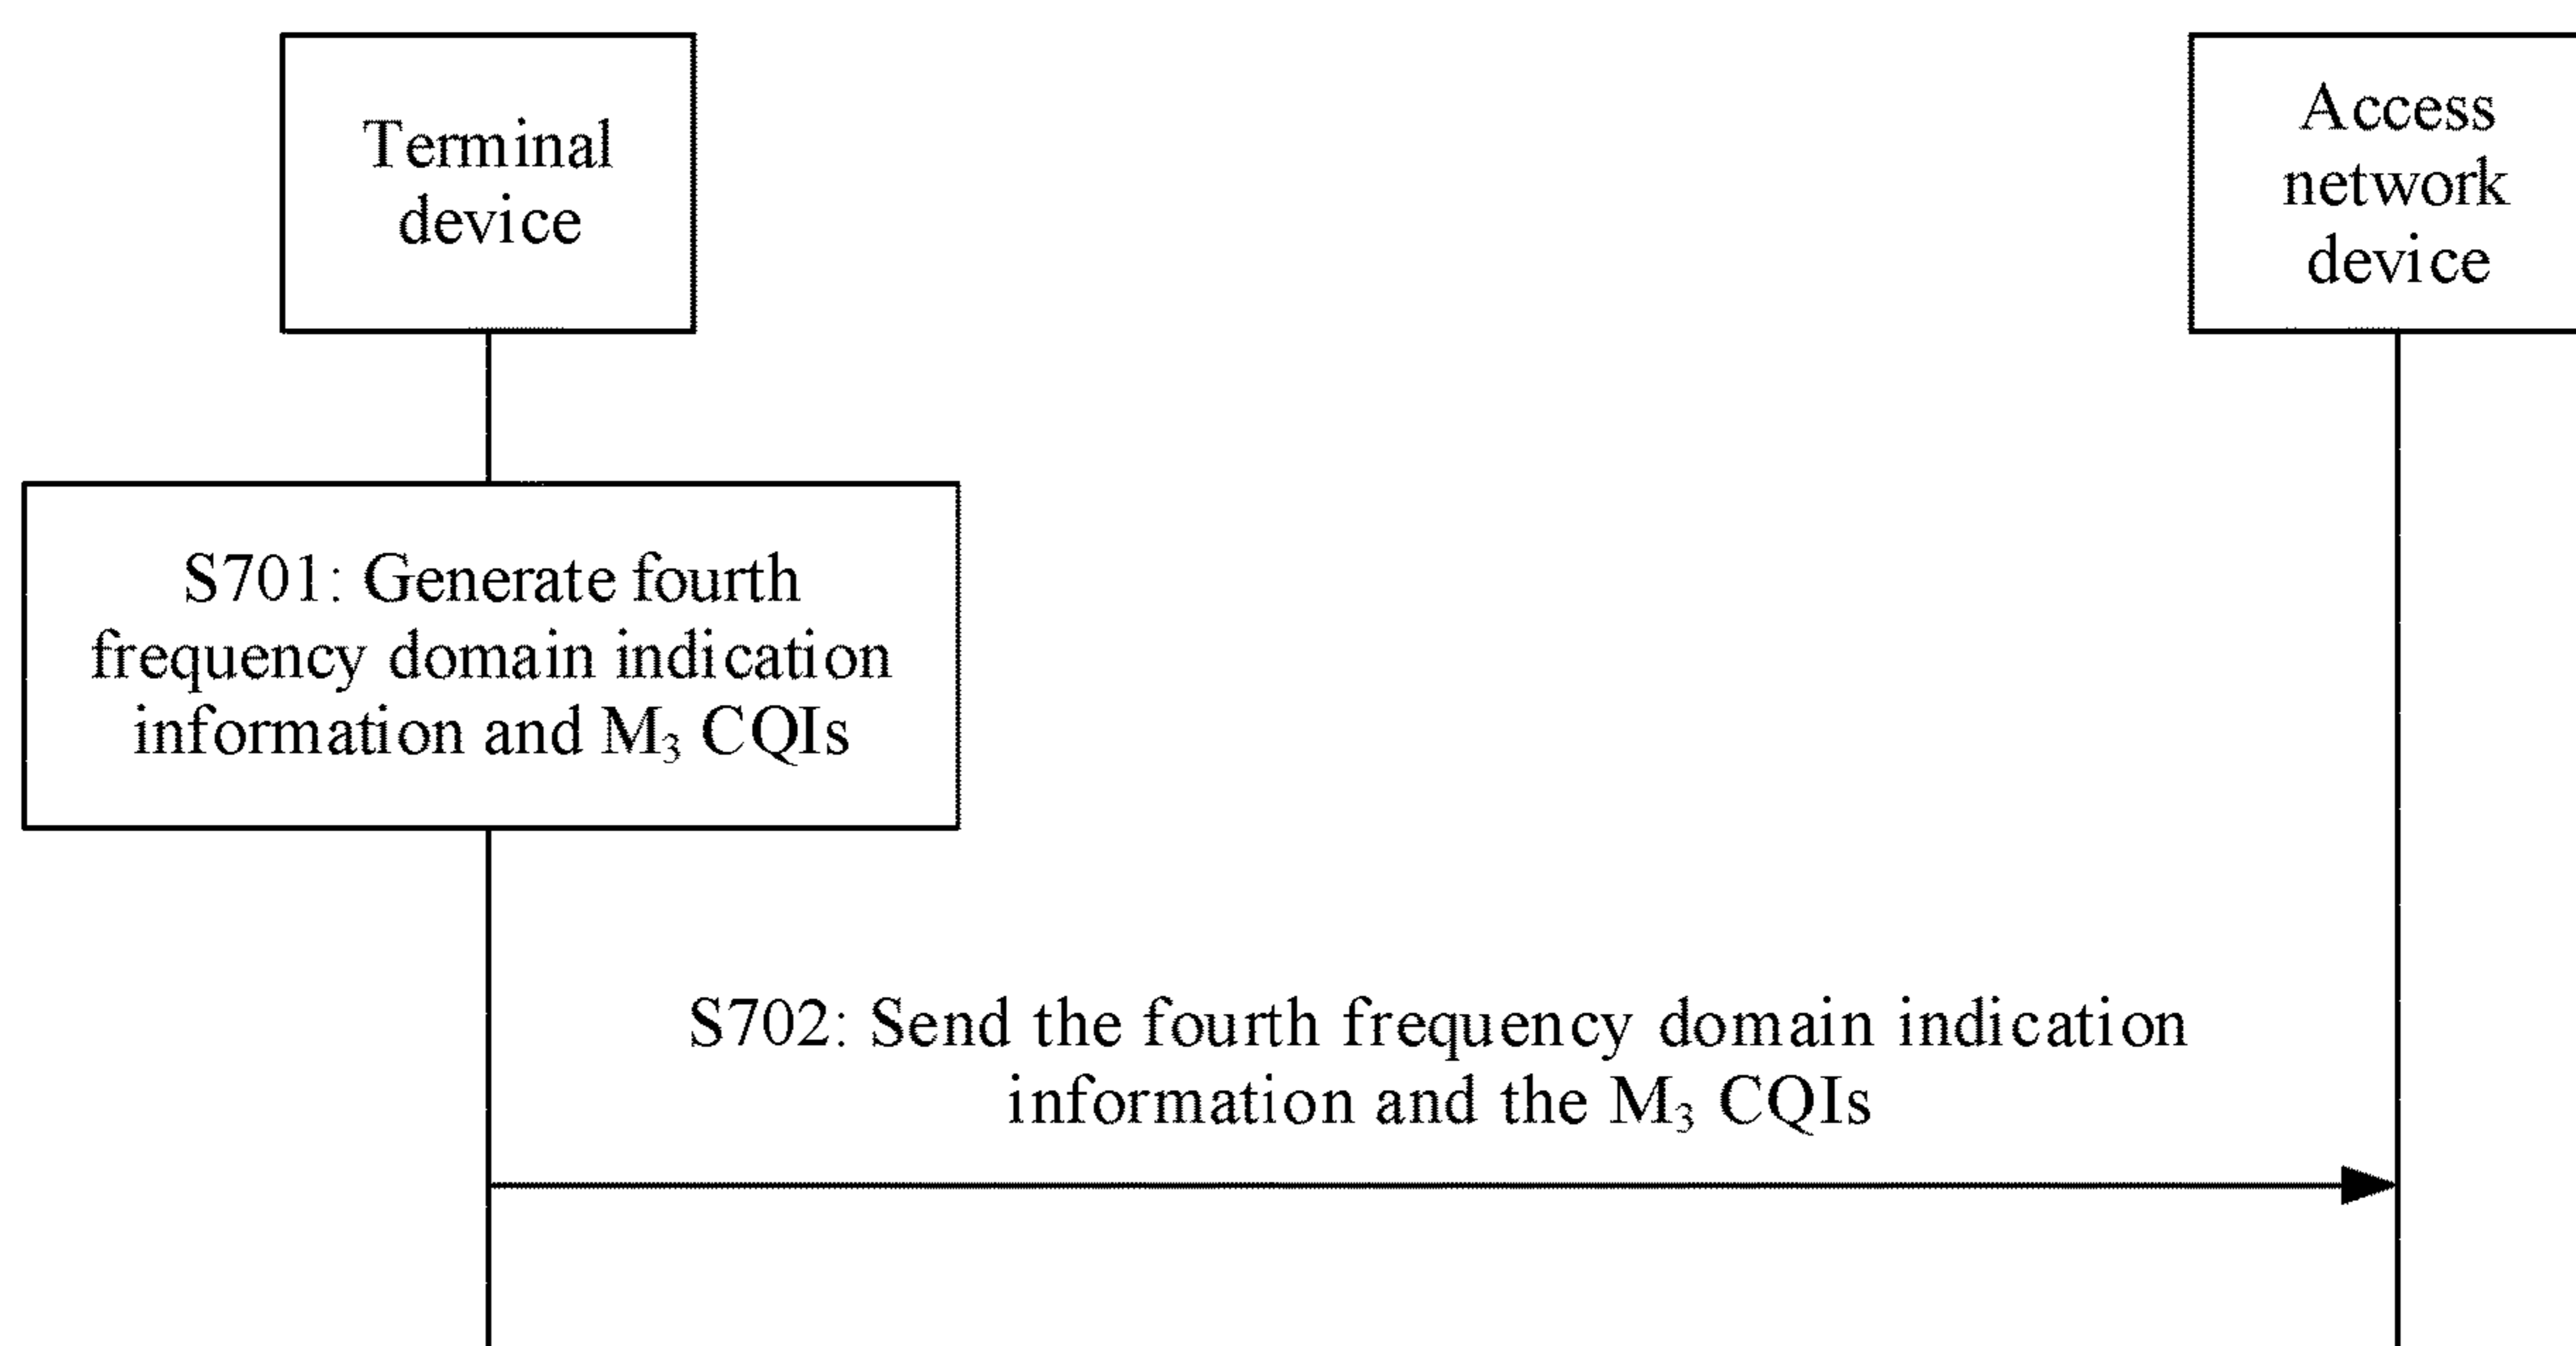 Terminal
device
Access
network
device
S701: Generate fourth
frequency domain indication
information and M₃ CQIs
S702: Send the fourth frequency domain indication
information and the M₃ CQIs